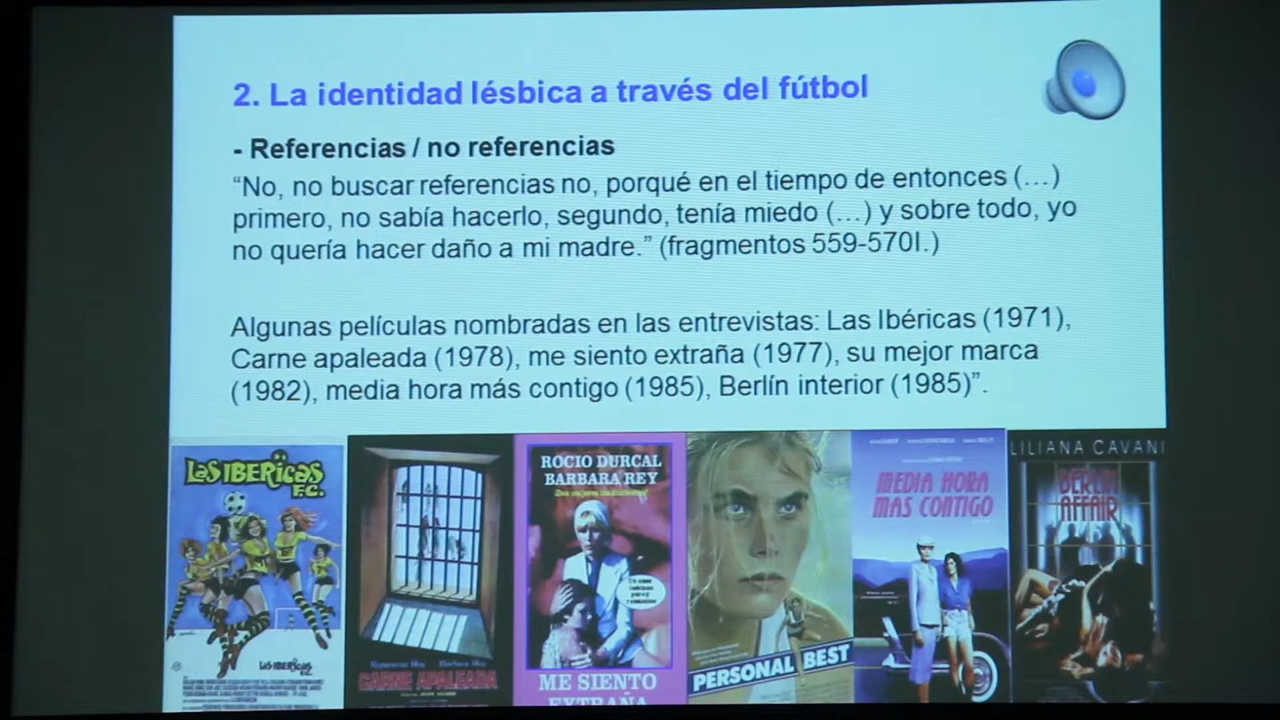 2. La identidad lésbica a través del fútbol
- Referencias / no referencias
“No, no buscar referencias no, porqué en el tiempo de entonces (…)
primero, no sabía hacerlo, segundo, tenía miedo (…) y sobre todo, yo
no quería hacer daño a mi madre.” (fragmentos 559-570I.)
Algunas películas nombradas en las entrevistas: Las Ibéricas (1971),
Carne apaleada (1978), me siento extraña (1977), su mejor marca
(1982), media hora más contigo (1985), Berlín interior (1985)”.
LAS IBERICAS
F.C.
LAS IBERICAS
F.C.
CARNE APALEADA
ROCIO DURCAL
BARBARA REY
ME SIENTO
EXTRAÑA
PERSONAL BEST
MEDIA HORA
MAS CONTIGO
LILIANA CAVANI
BERLIN
AFFAIR